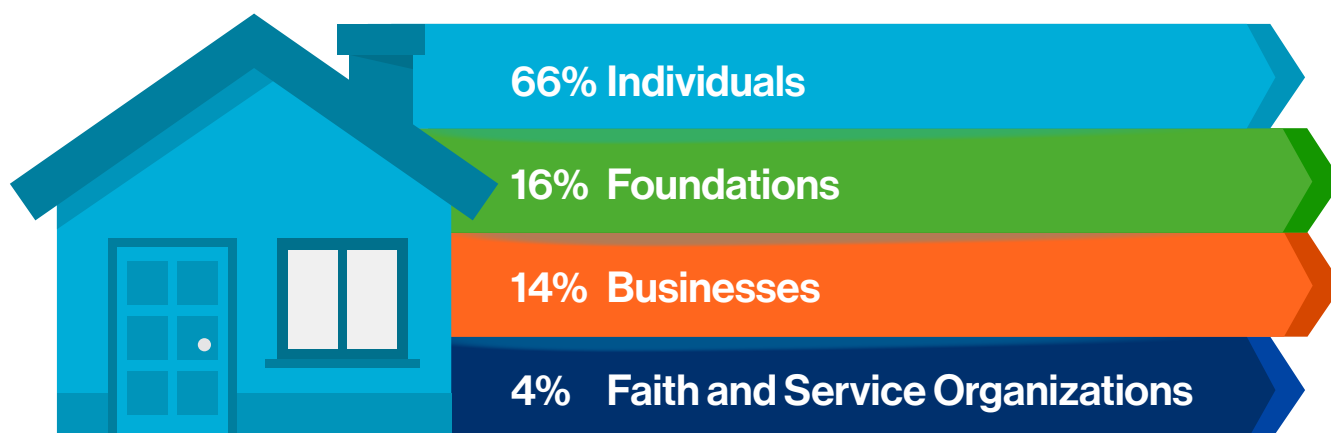 66% Individuals
16% Foundations
14% Businesses
4% Faith and Service Organizations